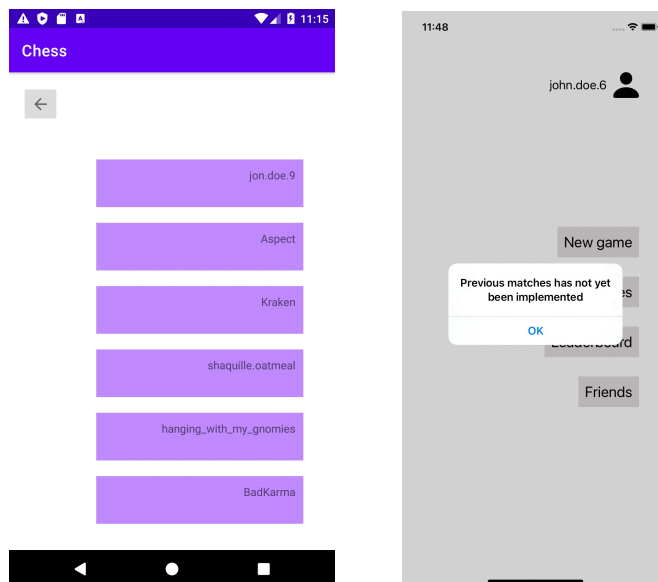 11:15
Chess
jon.doe.9
Aspect
Kraken
shaquille.oatmeal
hanging_with_my_gnomies
BadKarma
11:48
john.doe.6
New game
Previous matches has not yet
been implemented
OK
Friends